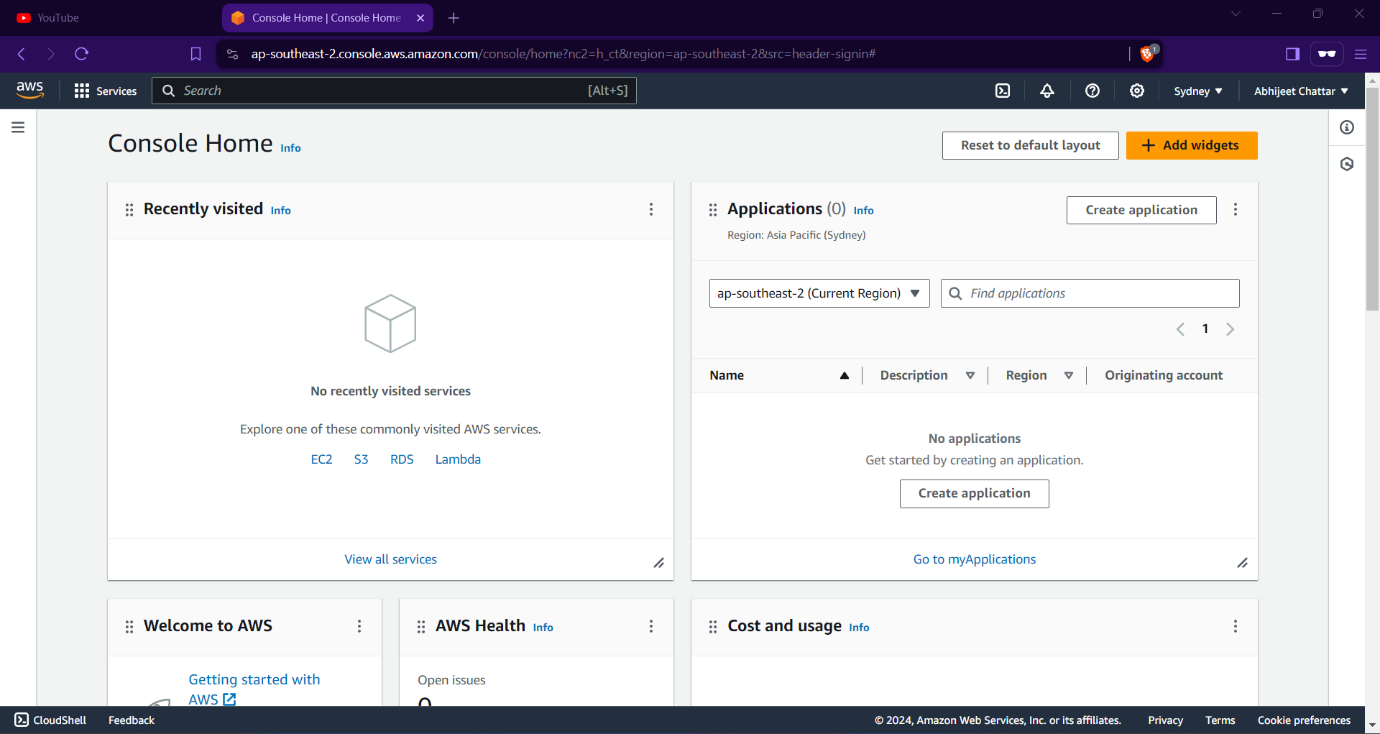 YouTube
Console Home | Console Home
ap-southeast-2.console.aws.amazon.com/console/home?nc2=h_ct&region=ap-southeast-2&src=header-signin#
1
aws
Services
Search
[Alt+S]
Sydney
Abhijeet Chattar
Console Home Info
Reset to default layout
Add widgets
Recently visited Info
No recently visited services
Explore one of these commonly visited AWS services.
EC2 S3 RDS Lambda
View all services
Applications (0) Info
Region: Asia Pacific (Sydney)
Create application
ap-southeast-2 (Current Region)
Find applications
1
Name Description Region Originating account
No applications
Get started by creating an application.
Create application
Go to myApplications
Welcome to AWS
Getting started with
AWS
AWS Health Info
Open issues
Cost and usage Info
CloudShell Feedback
© 2024, Amazon Web Services, Inc. or its affiliates. Privacy Terms Cookie preferences